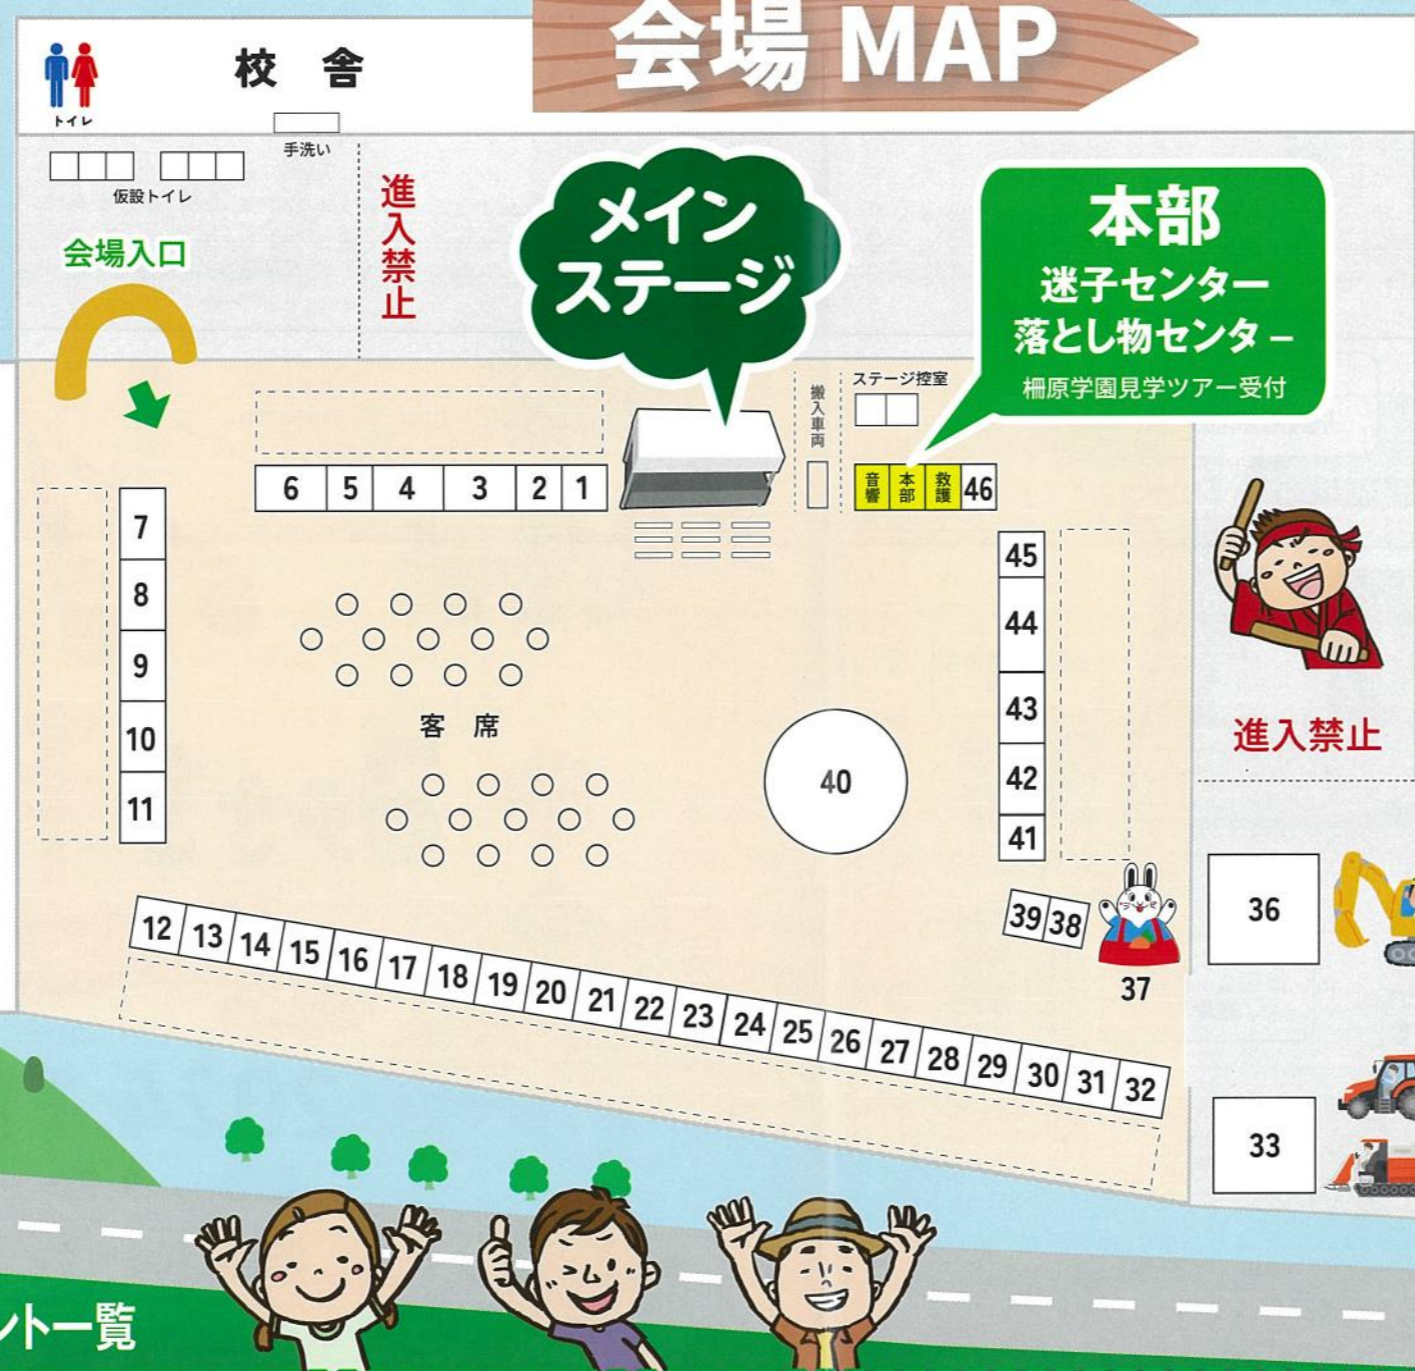 会場 MAP
校 舎
トイレ
手洗い
仮設トイレ
会場入口
進入禁止
メイン
ステージ
本部
迷子センター
落とし物センター
柵原学園見学ツアー受付
搬入車両
ステージ控室
6 5 4 3 2 1
音響 本部 救護 46
7
8
9
10
11
45
44
43
42
41
客 席
40
進入禁止
39 38
37
36
12 13 14 15 16 17 18 19 20 21 22 23 24 25 26 27 28 29 30 31 32
33
ント一覧